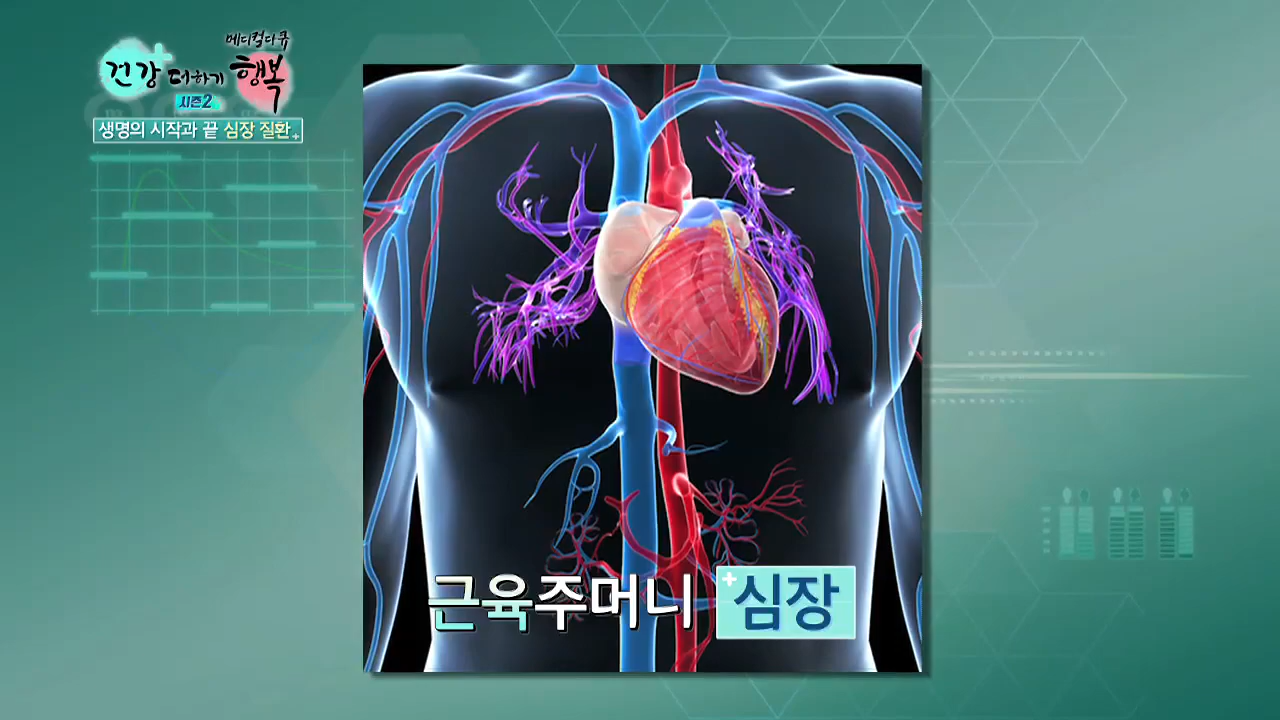 메디컬다큐
건강 더하기 행복
시즌2
생명의 시작과 끝 심장 질환
근육주머니 심장